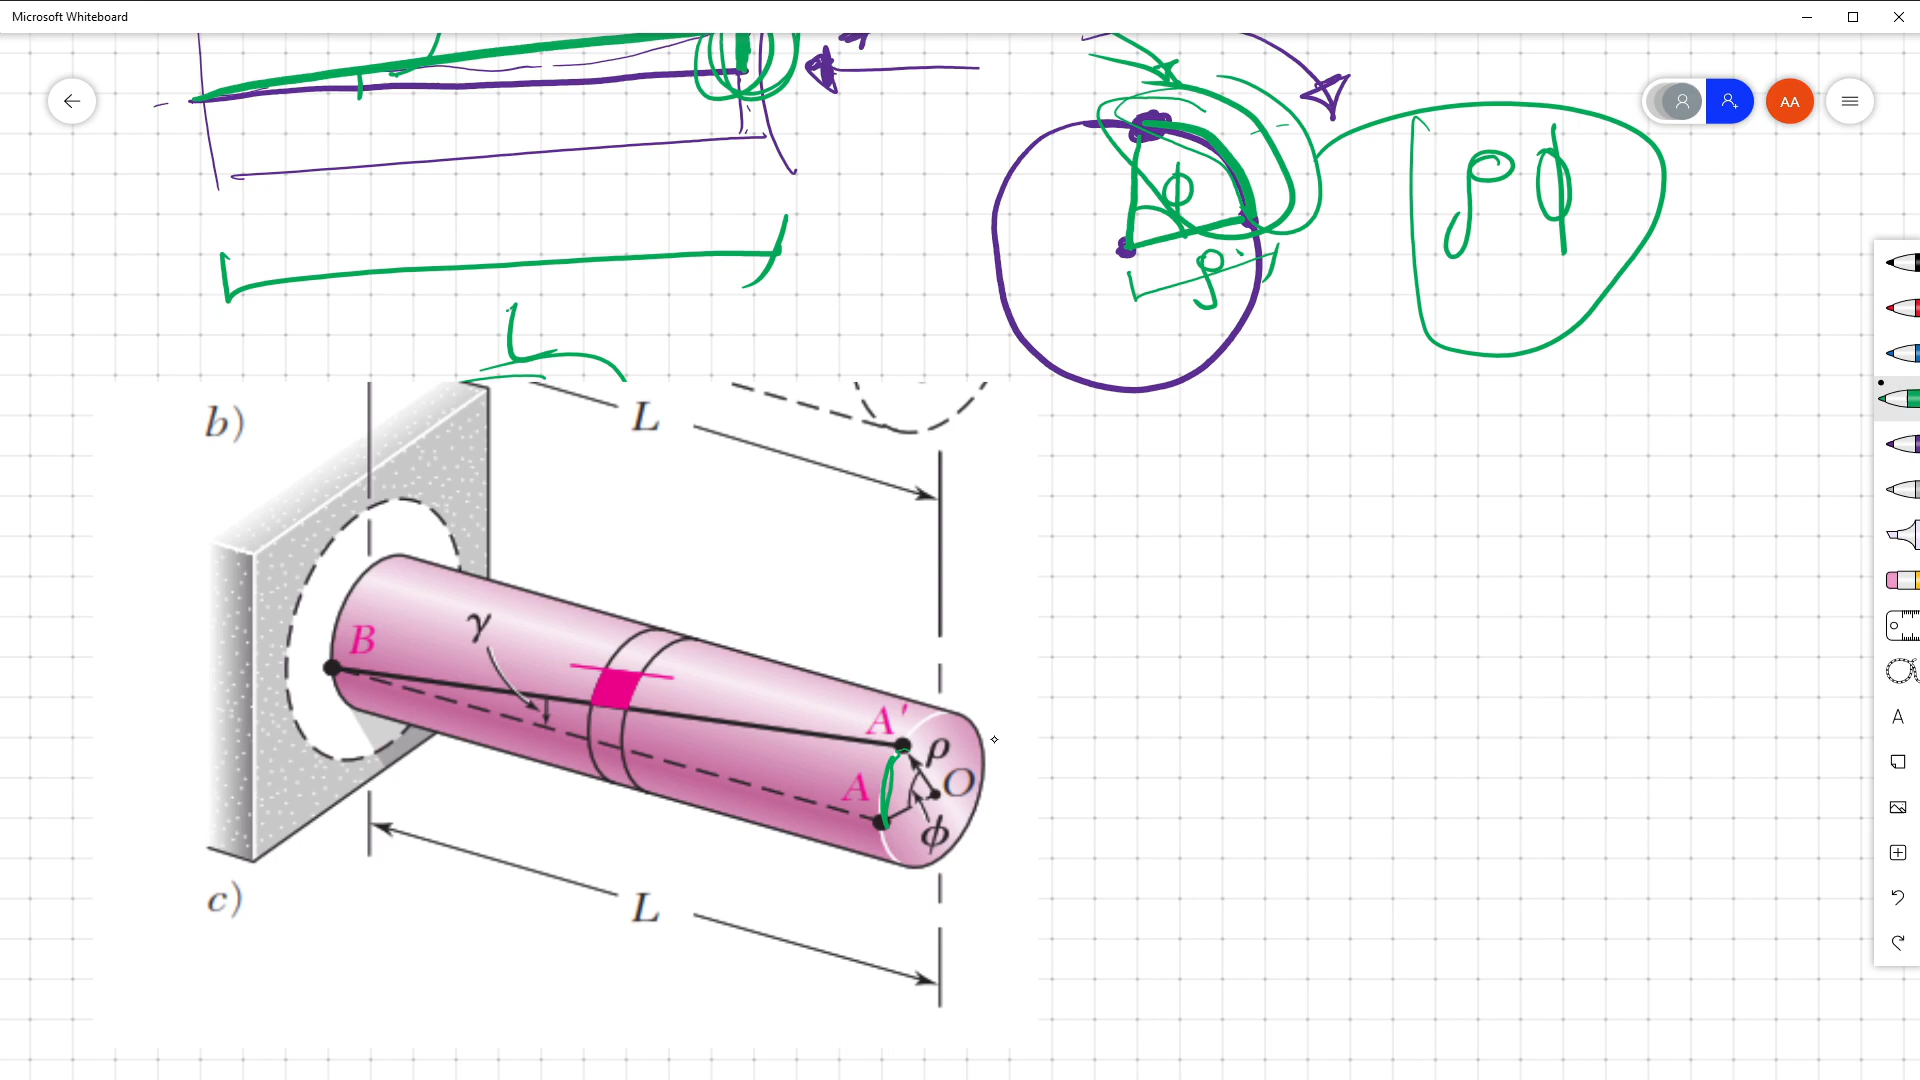 Microsoft Whiteboard
AA
ϕ
ρ
ρ ϕ
L
b)
L
γ
B
A'
ρ
A
O
ϕ
c)
L
A